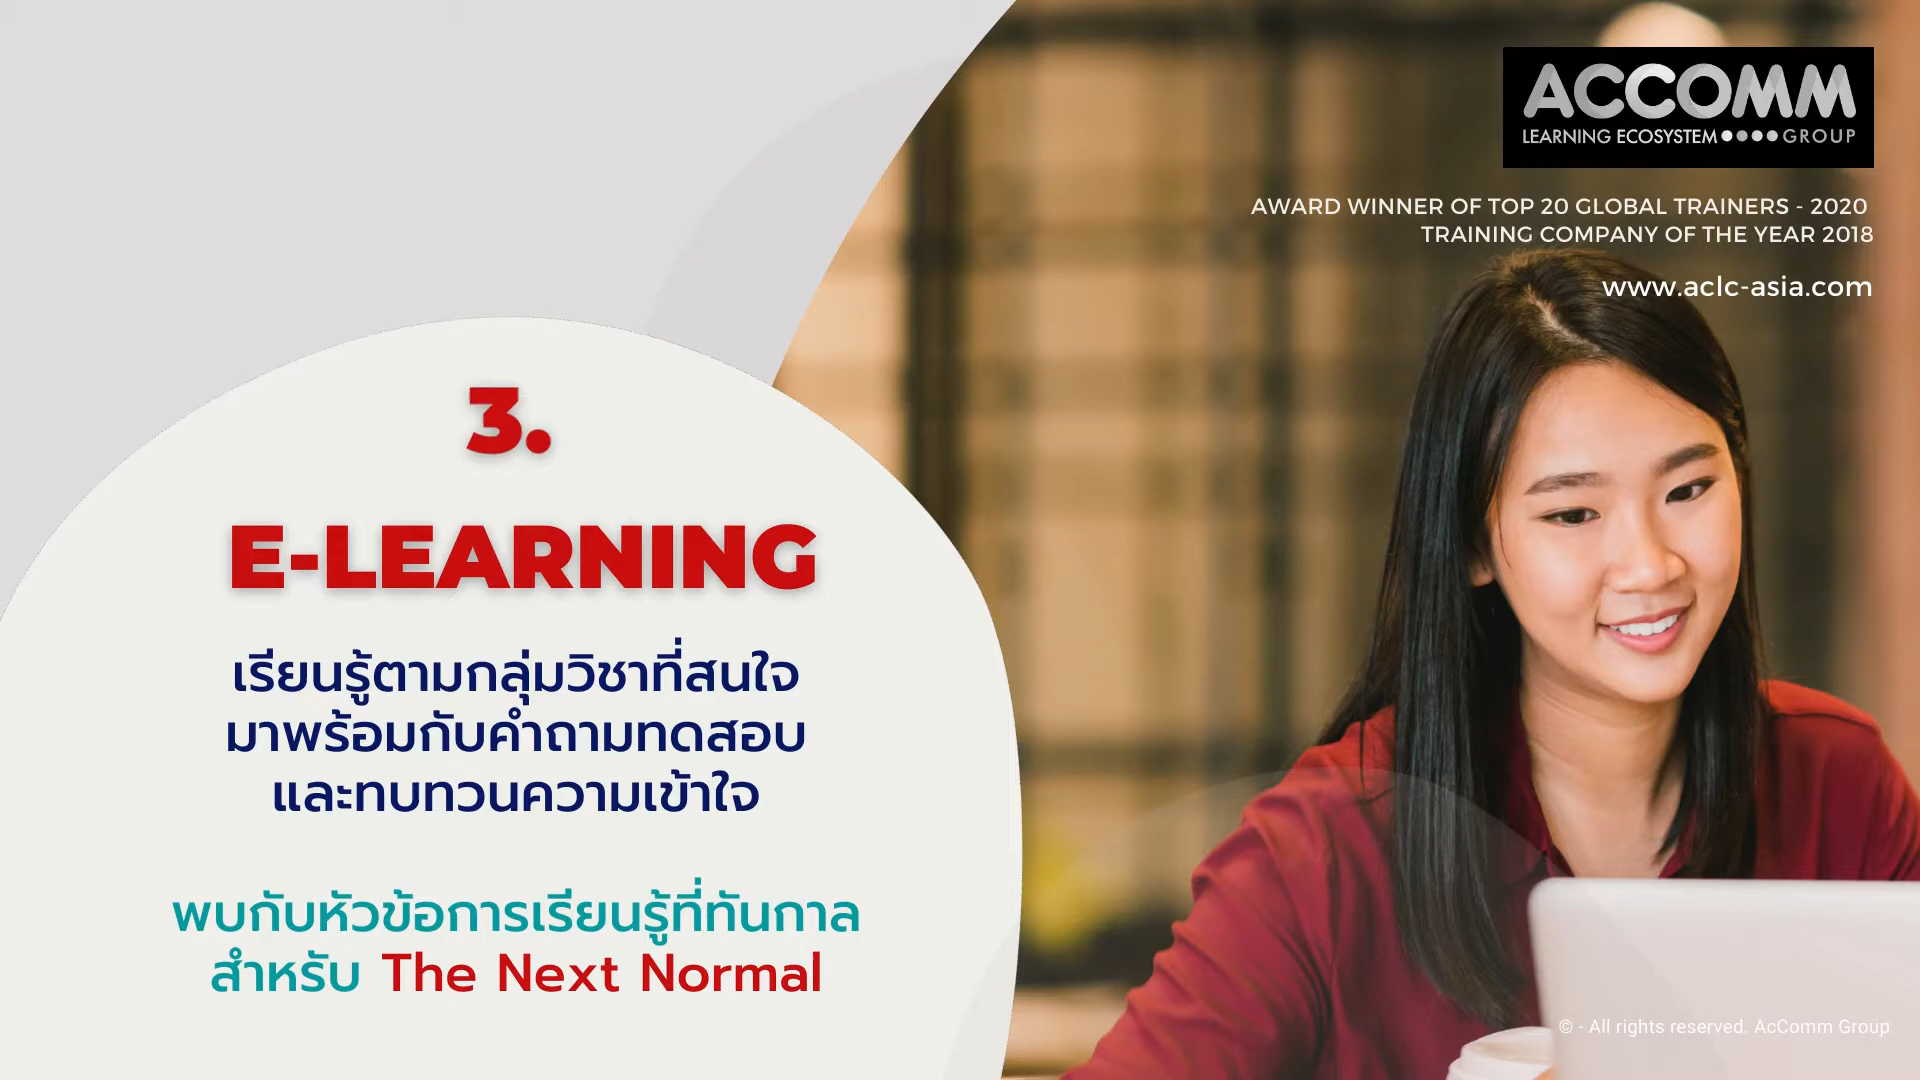 ACCOMM
LEARNING ECOSYSTEM GROUP
AWARD WINNER OF TOP 20 GLOBAL TRAINERS - 2020
TRAINING COMPANY OF THE YEAR 2018
www.aclc-asia.com
3.
E-LEARNING
เรียนรู้ตามกลุ่มวิชาที่สนใจ
มาพร้อมกับคำถามทดสอบ
และทบทวนความเข้าใจ
พบกับหัวข้อการเรียนรู้ที่ทันกาล
สำหรับ The Next Normal
© - All rights reserved. AcComm Group